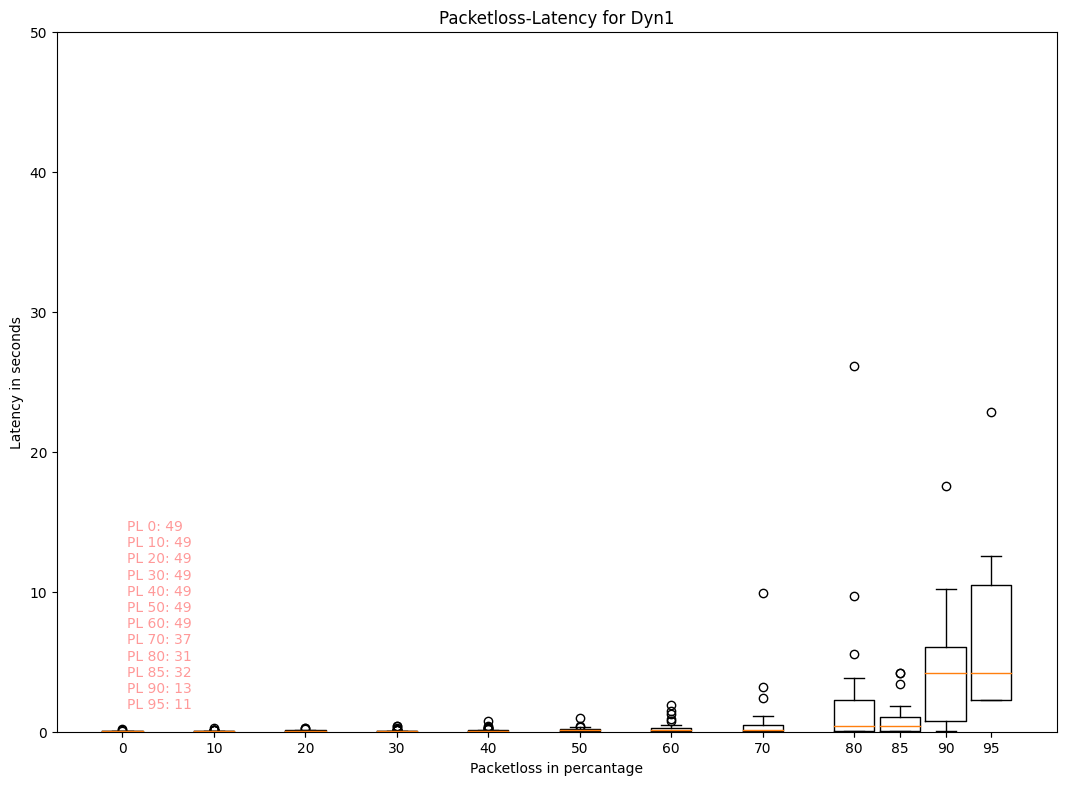 Packetloss-Latency for Dyn1
50
40
30
20
10
0
Latency in seconds
PL 0: 49
PL 10: 49
PL 20: 49
PL 30: 49
PL 40: 49
PL 50: 49
PL 60: 49
PL 70: 37
PL 80: 31
PL 85: 32
PL 90: 13
PL 95: 11
0 10 20 30 40 50 60 70 80 85 90 95
Packetloss in percantage